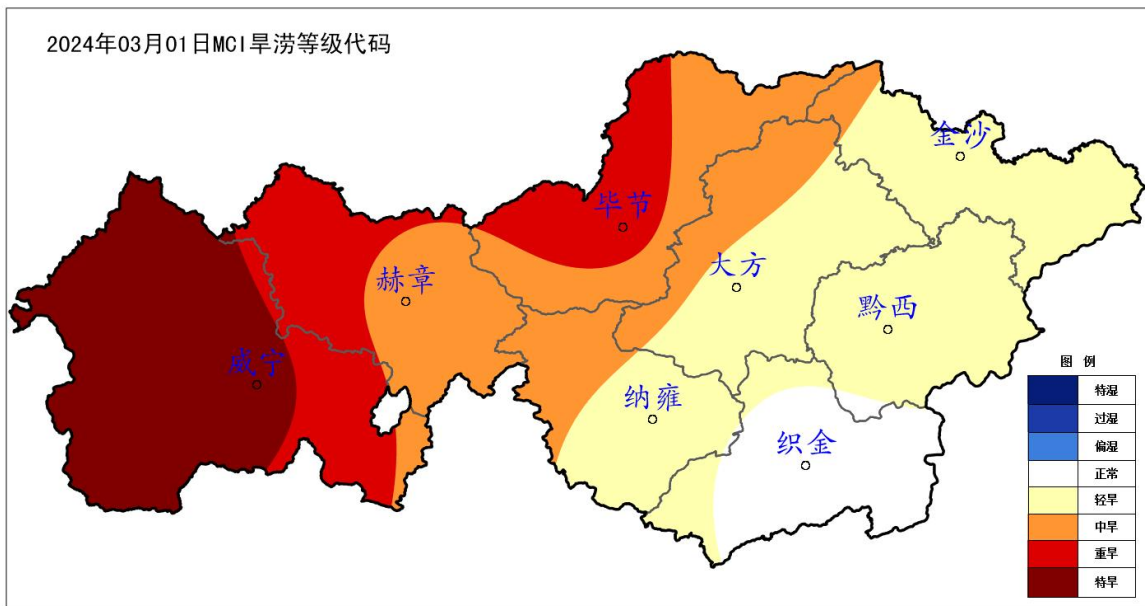 2024年03月01日MCI旱涝等级代码
金沙
毕节
大方
赫章
黔西
威宁
纳雍
织金
图 例
特湿
过湿
偏湿
正常
轻旱
中旱
重旱
特旱